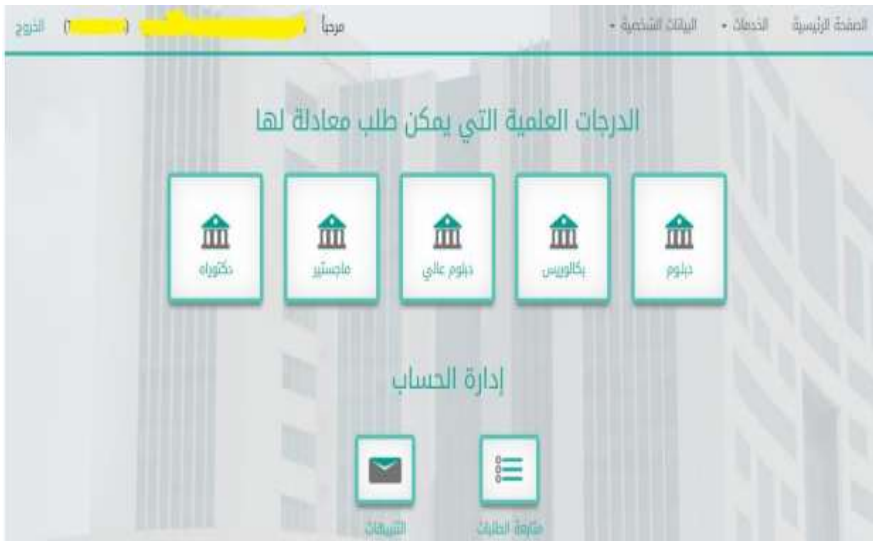 الصفحة الرئيسية الخدمات البيانات الشخصية مرحباً ( ) الخروج
الدرجات العلمية التي يمكن طلب معادلة لها
دبلوم بكالوريس دبلوم عالي ماجستير دكتوراه
إدارة الحساب
متابعة الطلبات التنبيهات